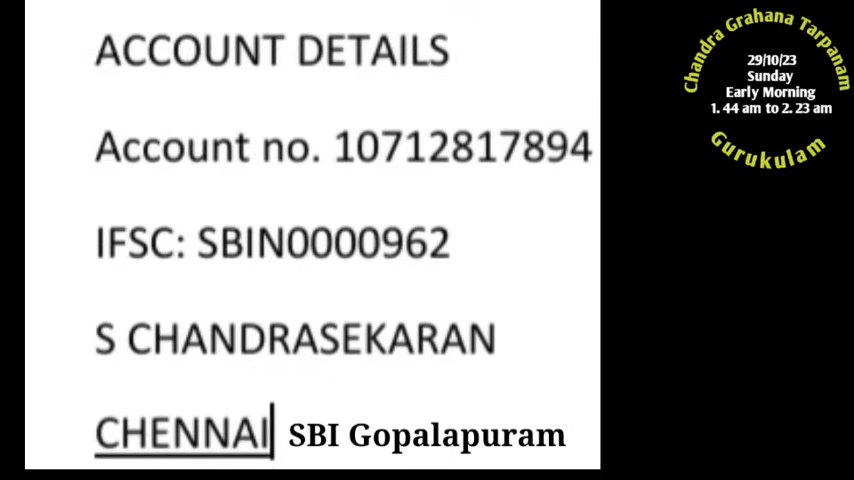 ACCOUNT DETAILS
Account no. 10712817894
IFSC: SBIN0000962
S CHANDRASEKARAN
CHENNAI SBI Gopalapuram
Chandra Grahana Tarpanam
29/10/23
Sunday
Early Morning
1. 44 am to 2. 23 am
Gurukulam